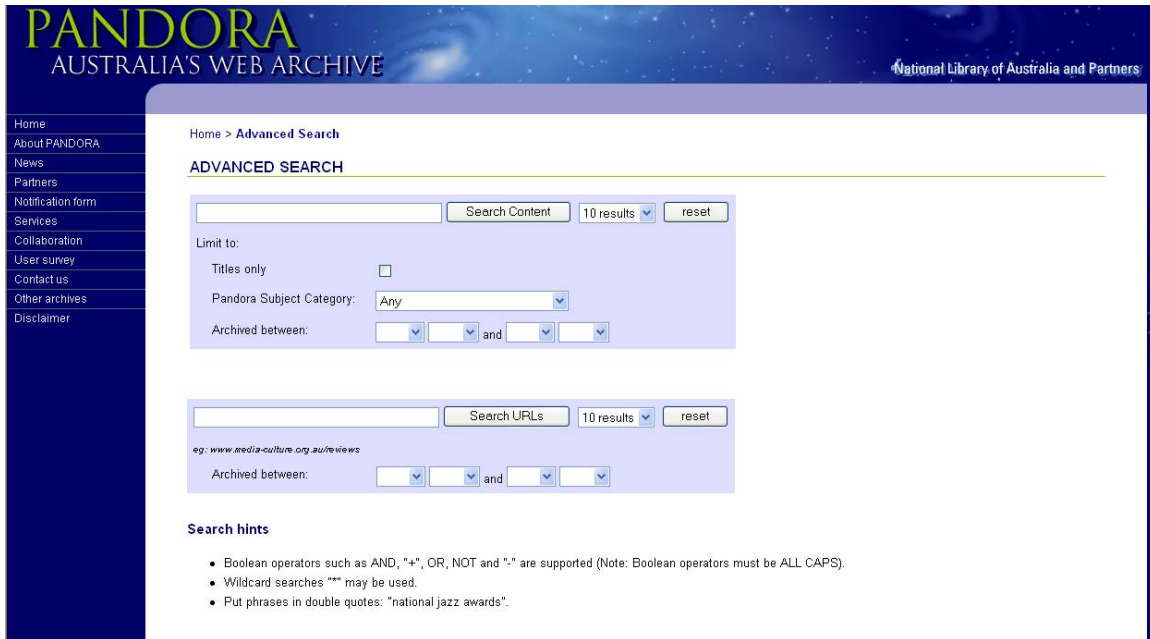 PANDORA
AUSTRALIA'S WEB ARCHIVE
National Library of Australia and Partners
Home
About PANDORA
News
Partners
Notification form
Services
Collaboration
User survey
Contact us
Other archives
Disclaimer
Home > Advanced Search
ADVANCED SEARCH
Search Content 10 results reset
Limit to:
Titles only
Pandora Subject Category: Any
Archived between: and
Search URLs 10 results reset
eg: www.media-culture.org.au/reviews
Archived between: and
Search hints
• Boolean operators such as AND, "+", OR, NOT and "-" are supported (Note: Boolean operators must be ALL CAPS).
• Wildcard searches "*" may be used.
• Put phrases in double quotes: "national jazz awards".